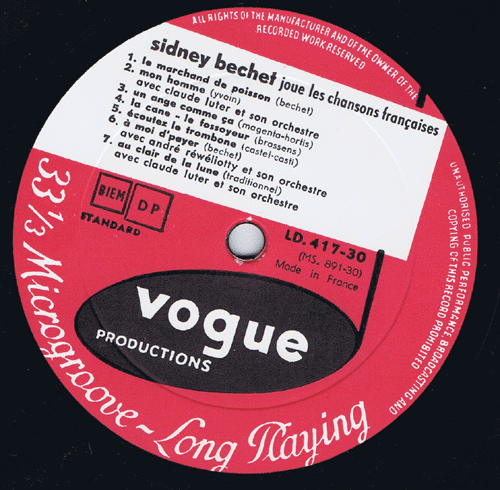 ALL RIGHTS OF THE MANUFACTURER AND OF THE OWNER OF THE
RECORDED WORK RESERVED
sidney bechet joue les chansons françaises
1. le marchand de poisson (bechet)
2. mon homme (yvain)
avec claude luter et son orchestre
3. un ange comme ça (magenta-hortis)
4. la cane - le fossoyeur (brassens)
5. écoutez le trombone (castel-casti)
6. à moi d'payer (bechet)
avec andré réwéliotty et son orchestre
7. au clair de la lune (traditionnel)
avec claude luter et son orchestre
BIEM
DP
STANDARD
LD. 417-30
(MS. 891-30)
Made in France
vogue
PRODUCTIONS
33 1/3 Microgroove - Long Playing
UNAUTHORISED PUBLIC PERFORMANCE BROADCASTING AND
COPYING OF THIS RECORD PROHIBITED